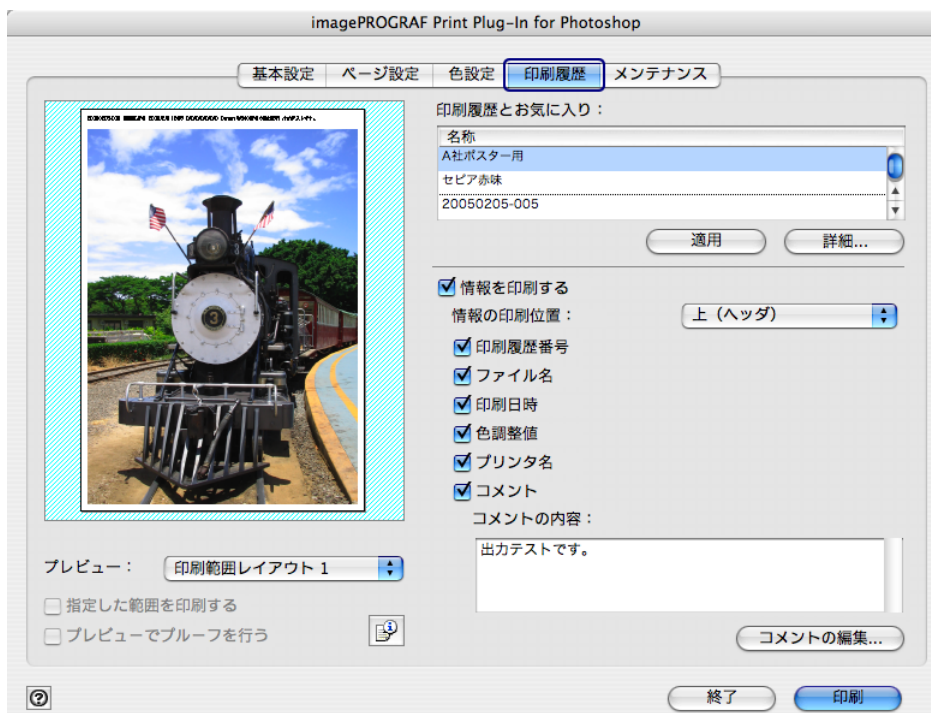 imagePROGRAF Print Plug-In for Photoshop
基本設定 ページ設定 色設定 印刷履歴 メンテナンス
印刷履歴とお気に入り：
名称
A社ポスター用
セピア赤味
20050205-005
適用 詳細...
情報を印刷する
情報の印刷位置： 上（ヘッダ）
印刷履歴番号
ファイル名
印刷日時
色調整値
プリンタ名
コメント
コメントの内容：
出力テストです。
コメントの編集...
3
プレビュー： 印刷範囲レイアウト 1
指定した範囲を印刷する
プレビューでプルーフを行う
? 終了 印刷